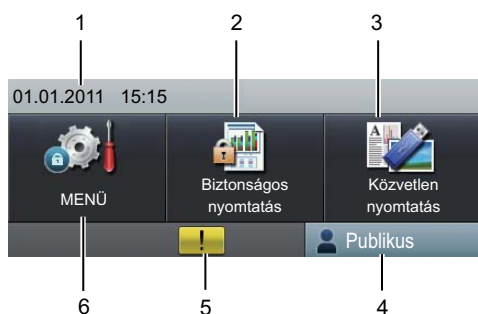 1 2 3
01.01.2011 15:15
MENÜ
Biztonságos
nyomtatás
Közvetlen
nyomtatás
! Publikus
6 5 4